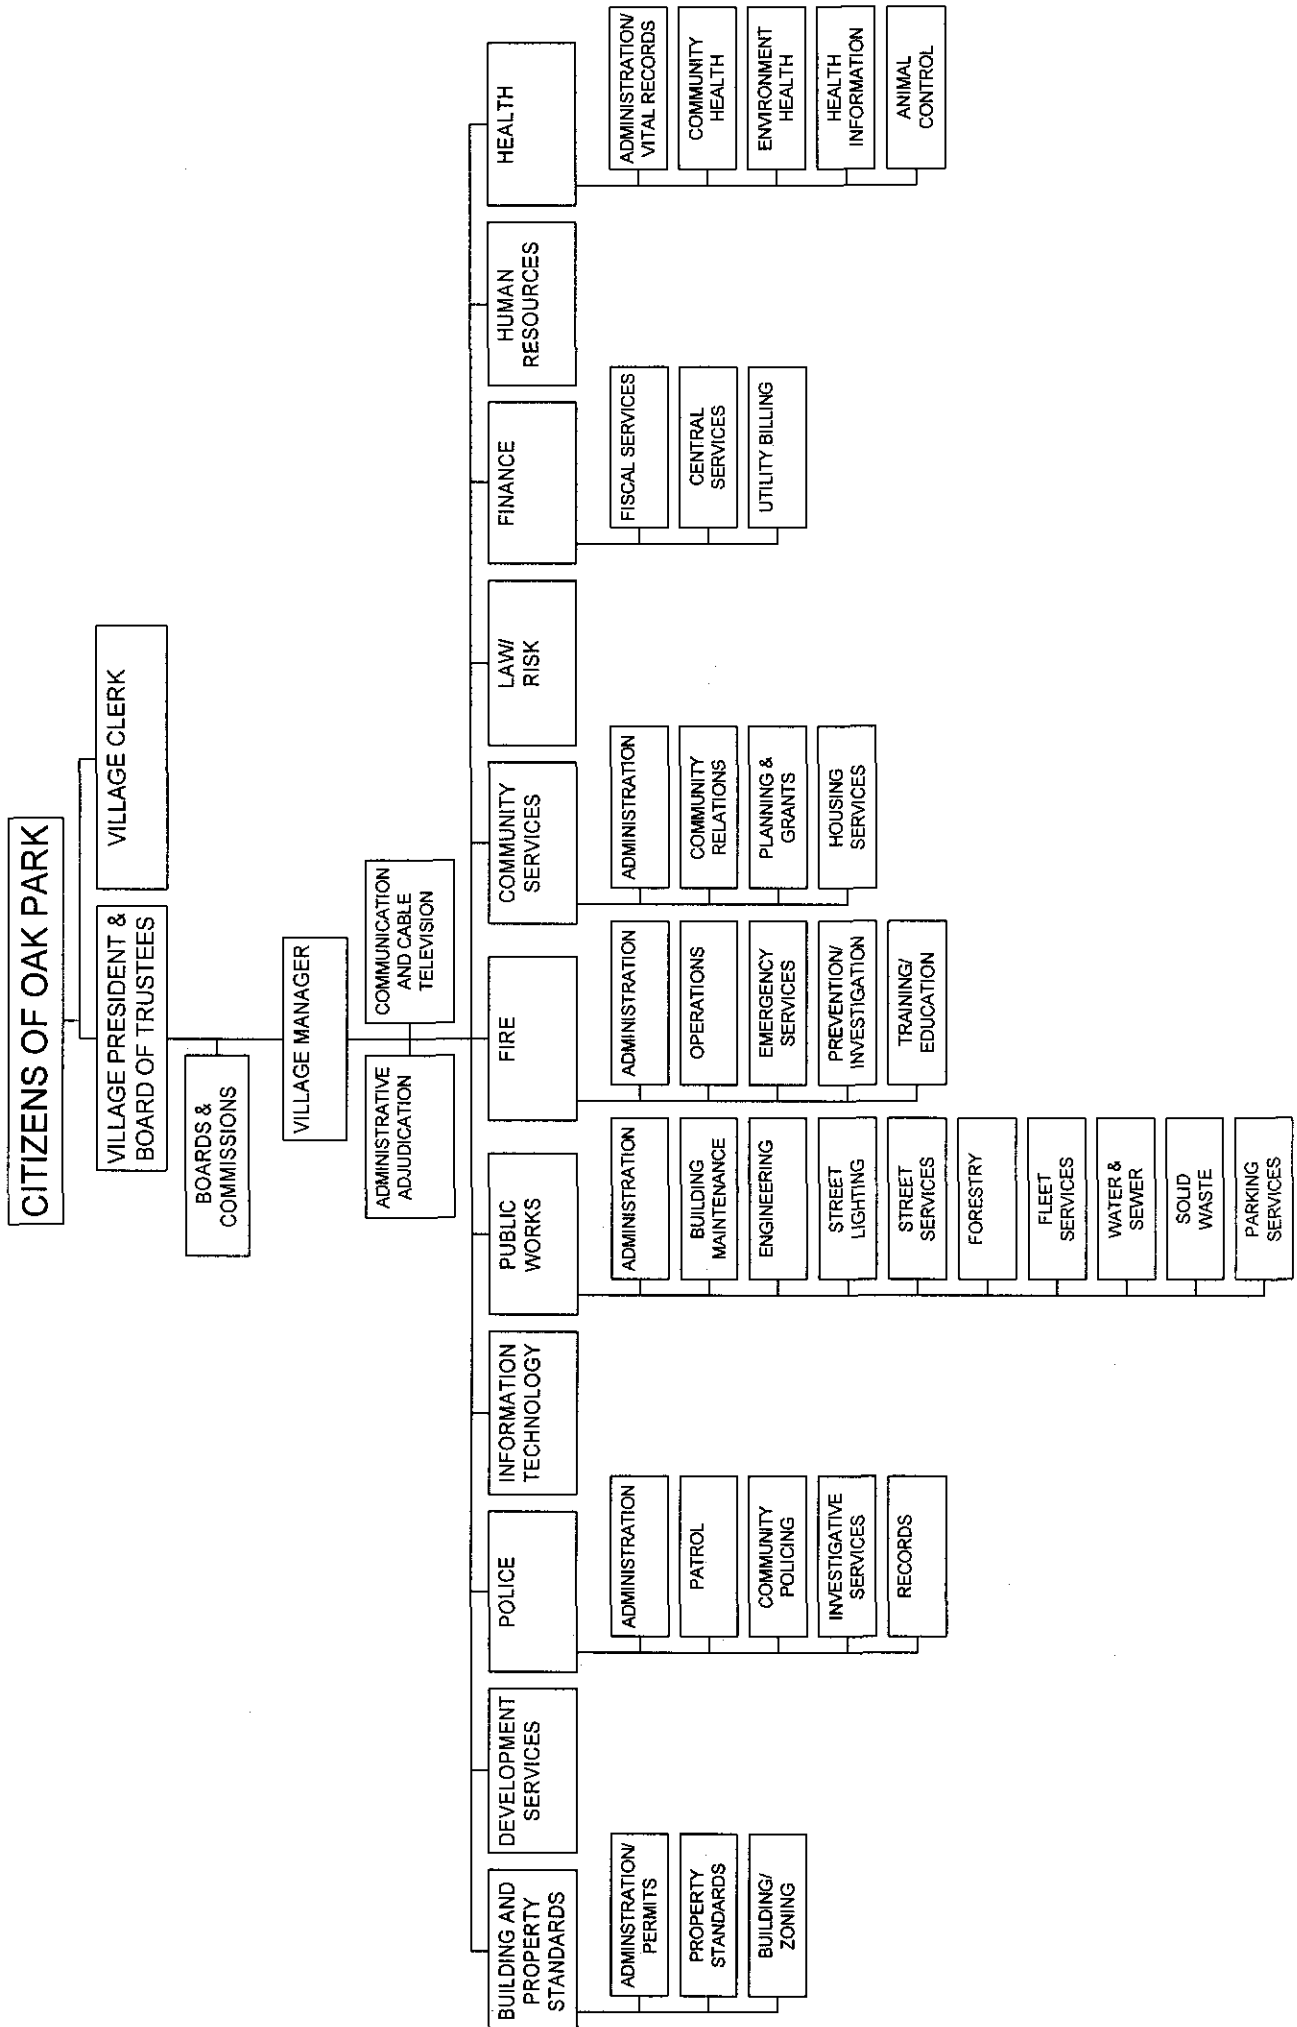 CITIZENS OF OAK PARK
VILLAGE PRESIDENT &
BOARD OF TRUSTEES
VILLAGE CLERK
BOARDS &
COMMISSIONS
VILLAGE MANAGER
ADMINISTRATIVE
ADJUDICATION
COMMUNICATION
AND CABLE
TELEVISION
BUILDING AND
PROPERTY
STANDARDS
ADMINSTRATION/
PERMITS
PROPERTY
STANDARDS
BUILDING/
ZONING
DEVELOPMENT
SERVICES
POLICE
ADMINISTRATION
PATROL
COMMUNITY
POLICING
INVESTIGATIVE
SERVICES
RECORDS
INFORMATION
TECHNOLOGY
PUBLIC
WORKS
ADMINISTRATION
BUILDING
MAINTENANCE
ENGINEERING
STREET
LIGHTING
STREET
SERVICES
FORESTRY
FLEET
SERVICES
WATER &
SEWER
SOLID
WASTE
PARKING
SERVICES
FIRE
ADMINISTRATION
OPERATIONS
EMERGENCY
SERVICES
PREVENTION/
INVESTIGATION
TRAINING/
EDUCATION
COMMUNITY
SERVICES
ADMINISTRATION
COMMUNITY
RELATIONS
PLANNING &
GRANTS
HOUSING
SERVICES
LAW/
RISK
FINANCE
FISCAL SERVICES
CENTRAL
SERVICES
UTILITY BILLING
HUMAN
RESOURCES
HEALTH
ADMINISTRATION/
VITAL RECORDS
COMMUNITY
HEALTH
ENVIRONMENT
HEALTH
HEALTH
INFORMATION
ANIMAL
CONTROL